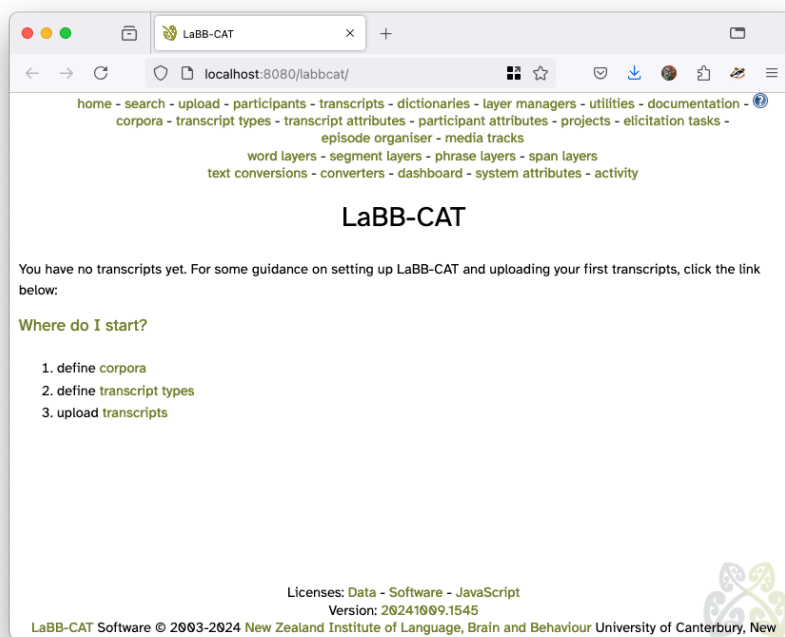 LaBB-CAT
localhost:8080/labbcat/
home - search - upload - participants - transcripts - dictionaries - layer managers - utilities - documentation -
corpora - transcript types - transcript attributes - participant attributes - projects - elicitation tasks -
episode organiser - media tracks
word layers - segment layers - phrase layers - span layers
text conversions - converters - dashboard - system attributes - activity
LaBB-CAT
You have no transcripts yet. For some guidance on setting up LaBB-CAT and uploading your first transcripts, click the link
below:
Where do I start?
1. define corpora
2. define transcript types
3. upload transcripts
Licenses: Data - Software - JavaScript
Version: 20241009.1545
LaBB-CAT Software © 2003-2024 New Zealand Institute of Language, Brain and Behaviour University of Canterbury, New